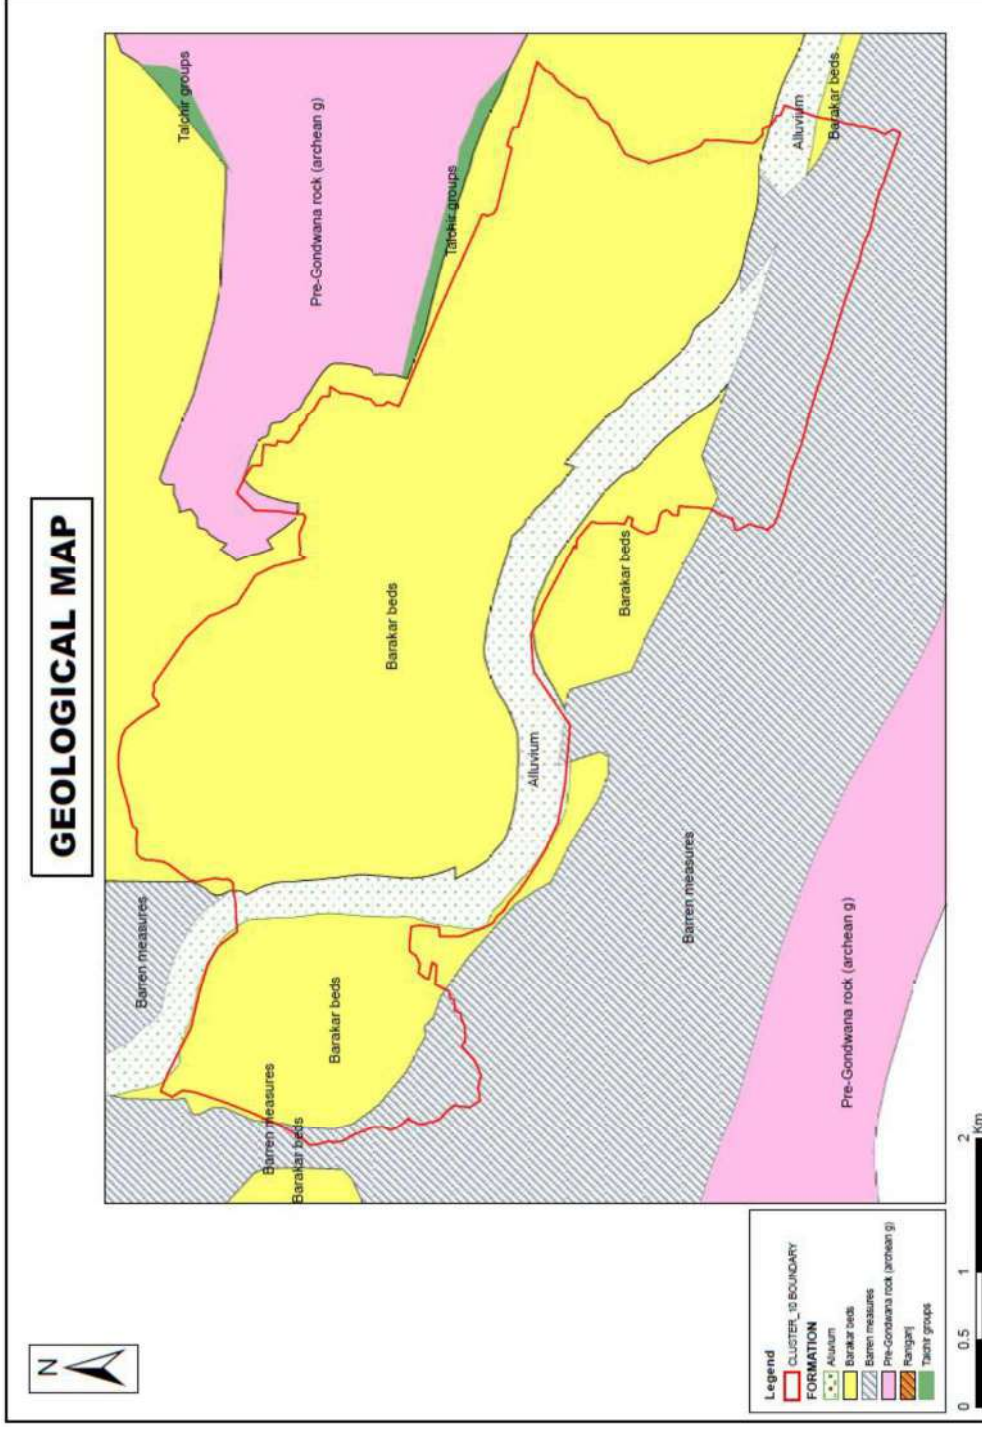 GEOLOGICAL MAP
N
Talchir groups
Pre-Gondwana rock (archean g)
Talchir groups
Alluvium
Barakar beds
Barakar beds
Barakar beds
Alluvium
Barren measures
Barren measures
Barakar beds
Barren measures
Barakar beds
Pre-Gondwana rock (archean g)
Legend
CLUSTER_10 BOUNDARY
FORMATION
Alluvium
Barakar beds
Barren measures
Pre-Gondwana rock (archean g)
Raniganj
Talchir groups
0 0.5 1 2
Km